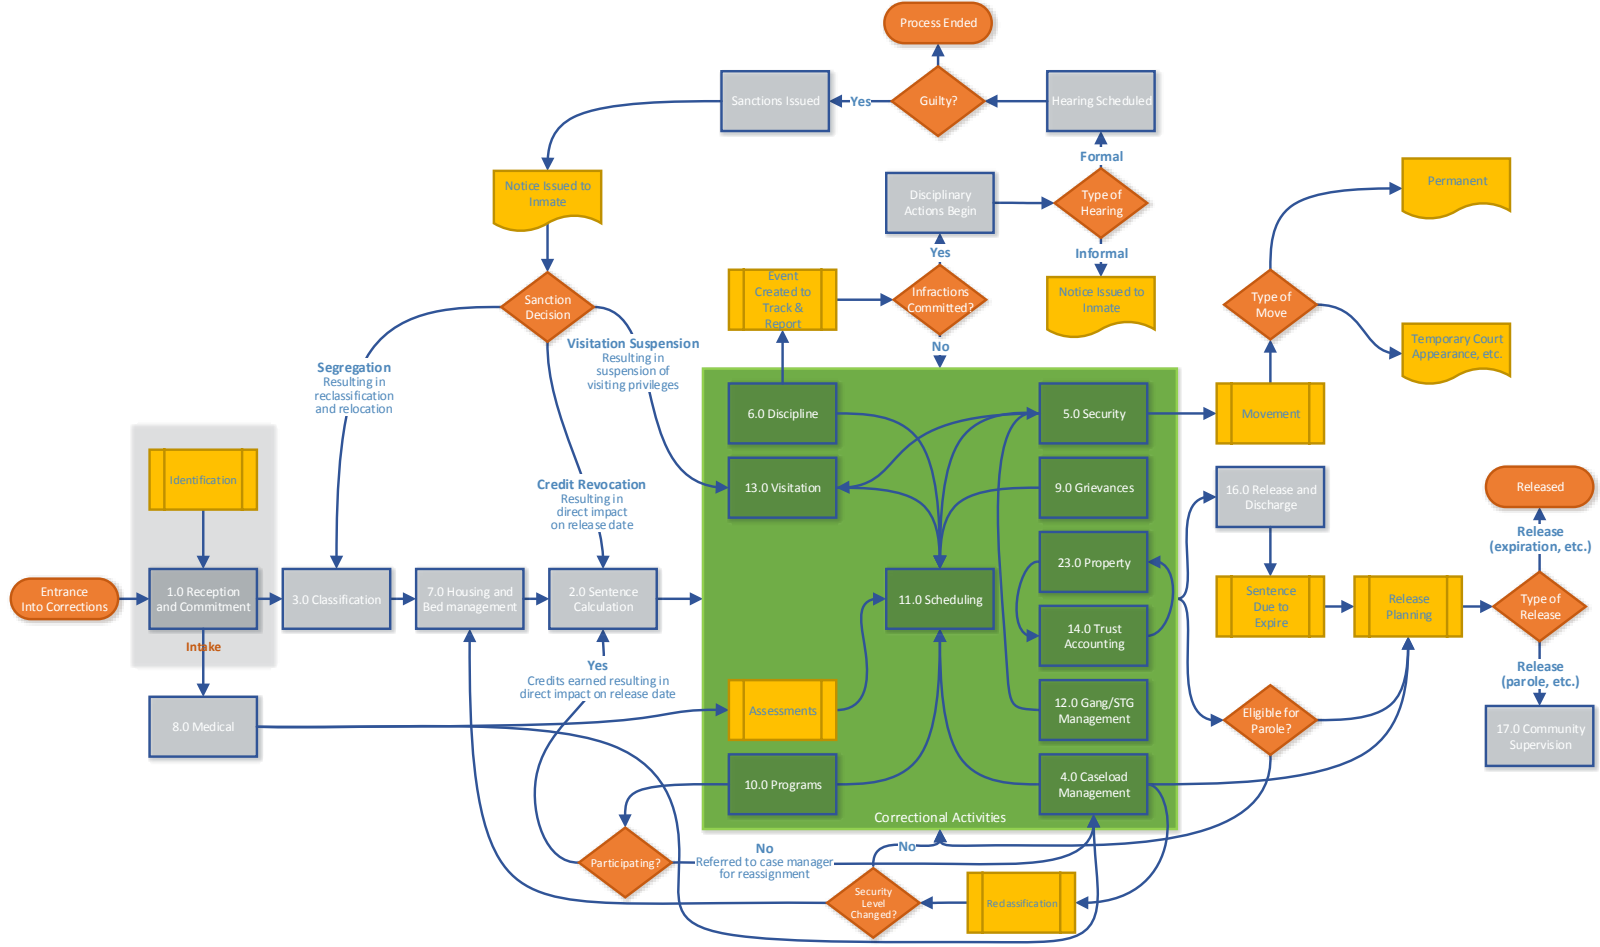 Process Ended
Sanctions Issued
Yes
Guilty?
Hearing Scheduled
Formal
Notice Issued to
Inmate
Disciplinary
Actions Begin
Type of
Hearing
Permanent
Yes
Informal
Sanction
Decision
Event
Created to
Track &
Report
Infractions
Committed?
Notice Issued to
Inmate
Type of
Move
Temporary Court
Appearance, etc.
No
Visitation Suspension
Resulting in
suspension of
visiting privileges
Segregation
Resulting in
reclassification
and relocation
6.0 Discipline
5.0 Security
Movement
Identification
Credit Revocation
Resulting in
direct impact
on release date
13.0 Visitation
9.0 Grievances
16.0 Release and
Discharge
Released
Release
(expiration, etc.)
23.0 Property
Entrance
Into Corrections
1.0 Reception
and Commitment
3.0 Classification
7.0 Housing and
Bed management
2.0 Sentence
Calculation
11.0 Scheduling
14.0 Trust
Accounting
Sentence
Due to
Expire
Release
Planning
Type of
Release
Intake
Yes
Credits earned resulting in
direct impact on release date
Release
(parole, etc.)
8.0 Medical
Assessments
12.0 Gang/STG
Management
Eligible for
Parole?
17.0 Community
Supervision
10.0 Programs
4.0 Caseload
Management
Correctional Activities
Participating?
No
Referred to case manager
for reassignment
No
Security
Level
Changed?
Reclassification